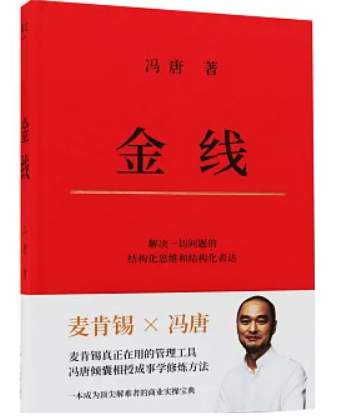 冯唐 著
金线
解决一切问题的
结构化思维和结构化表达
麦肯锡 × 冯唐
麦肯锡真正在用的管理工具
冯唐倾囊相授成事学修炼方法
一本成为顶尖解难者的商业实操宝典
金线